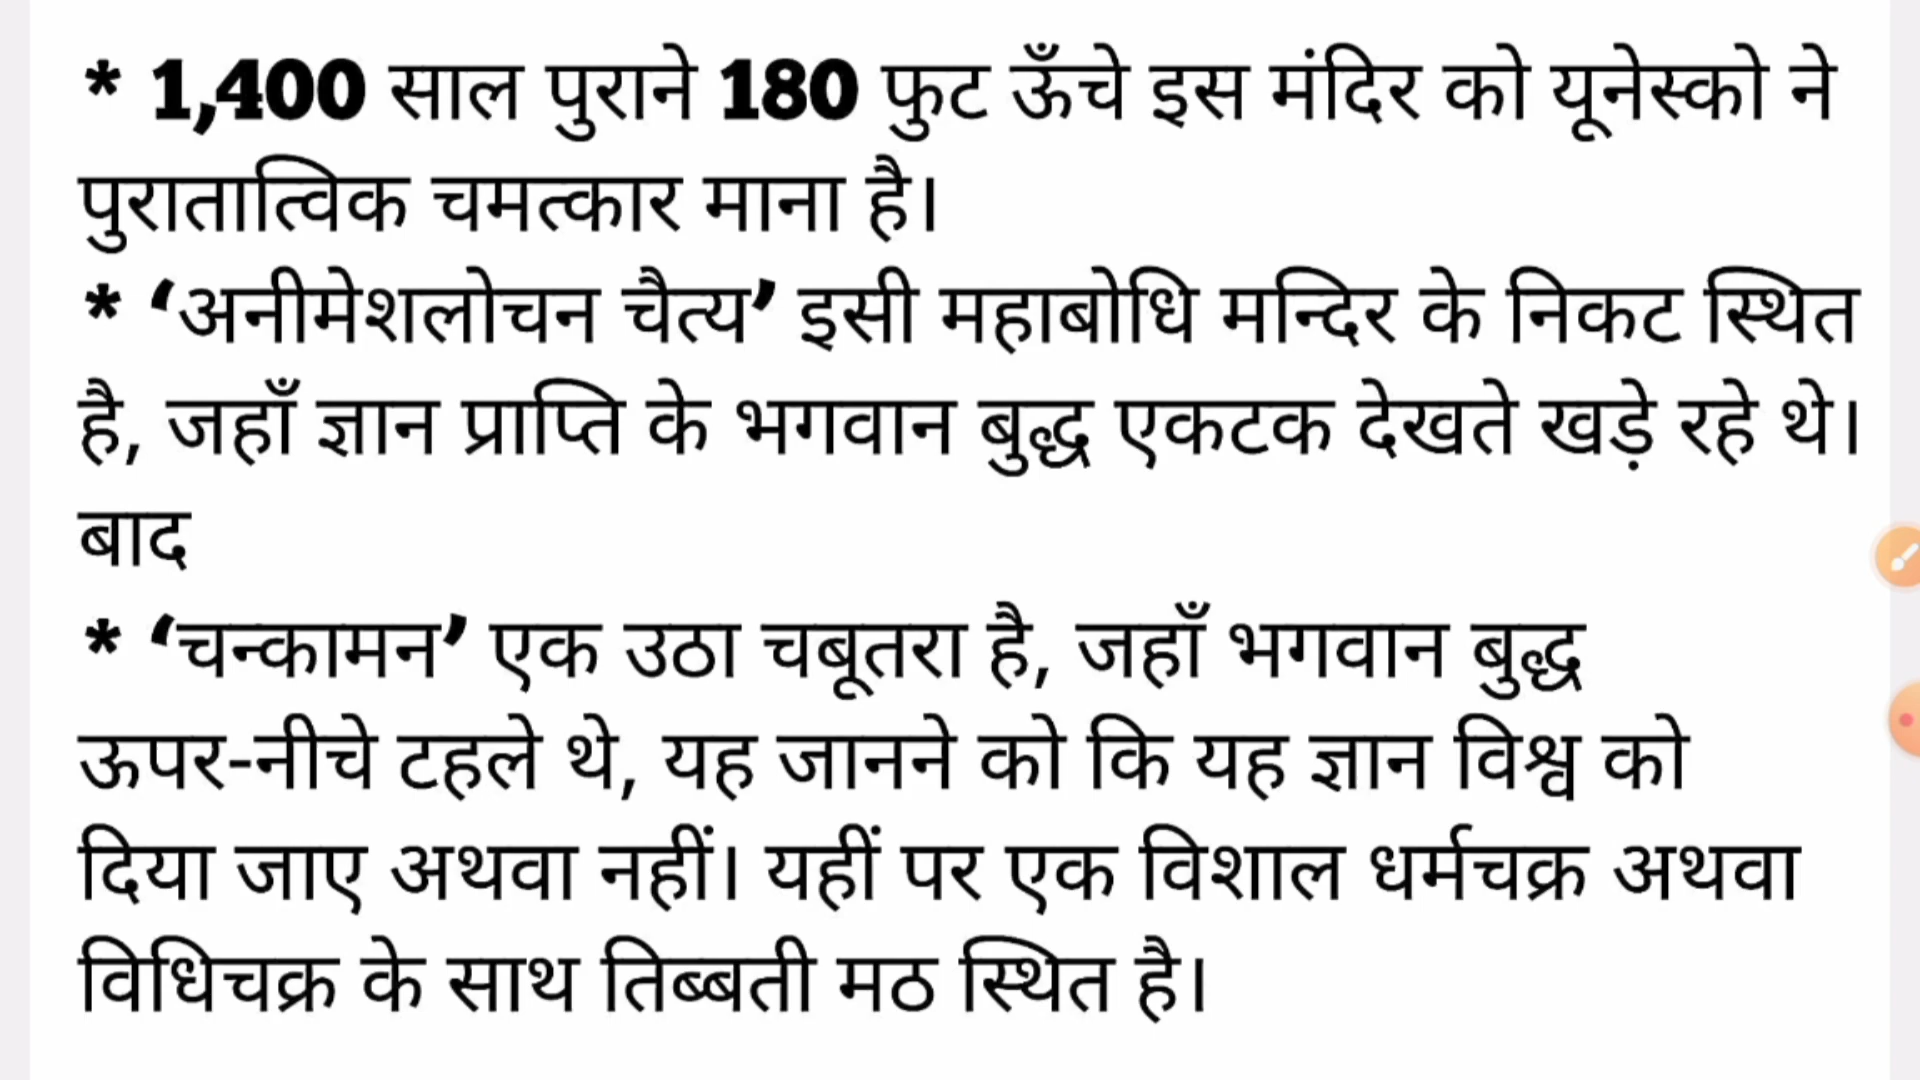 * 1,400 साल पुराने 180 फुट ऊँचे इस मंदिर को यूनेस्को ने
पुरातात्विक चमत्कार माना है।
* ‘अनीमेशलोचन चैत्य’ इसी महाबोधि मन्दिर के निकट स्थित
है, जहाँ ज्ञान प्राप्ति के भगवान बुद्ध एकटक देखते खड़े रहे थे।
बाद
* ‘चन्कामन’ एक उठा चबूतरा है, जहाँ भगवान बुद्ध
ऊपर-नीचे टहले थे, यह जानने को कि यह ज्ञान विश्व को
दिया जाए अथवा नहीं। यहीं पर एक विशाल धर्मचक्र अथवा
विधिचक्र के साथ तिब्बती मठ स्थित है।